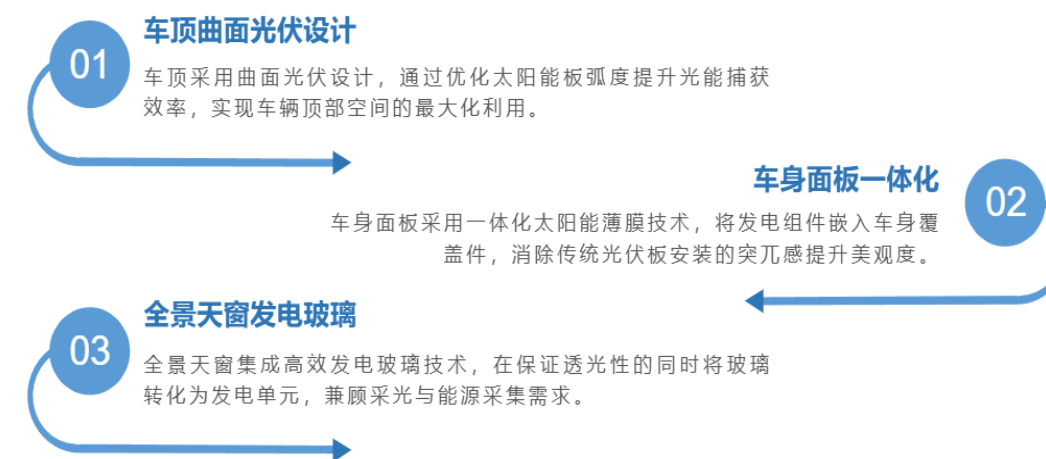 01
车顶曲面光伏设计
车顶采用曲面光伏设计，通过优化太阳能板弧度提升光能捕获
效率，实现车辆顶部空间的最大化利用。
车身面板一体化
02
车身面板采用一体化太阳能薄膜技术，将发电组件嵌入车身覆
盖件，消除传统光伏板安装的突兀感提升美观度。
03
全景天窗发电玻璃
全景天窗集成高效发电玻璃技术，在保证透光性的同时将玻璃
转化为发电单元，兼顾采光与能源采集需求。